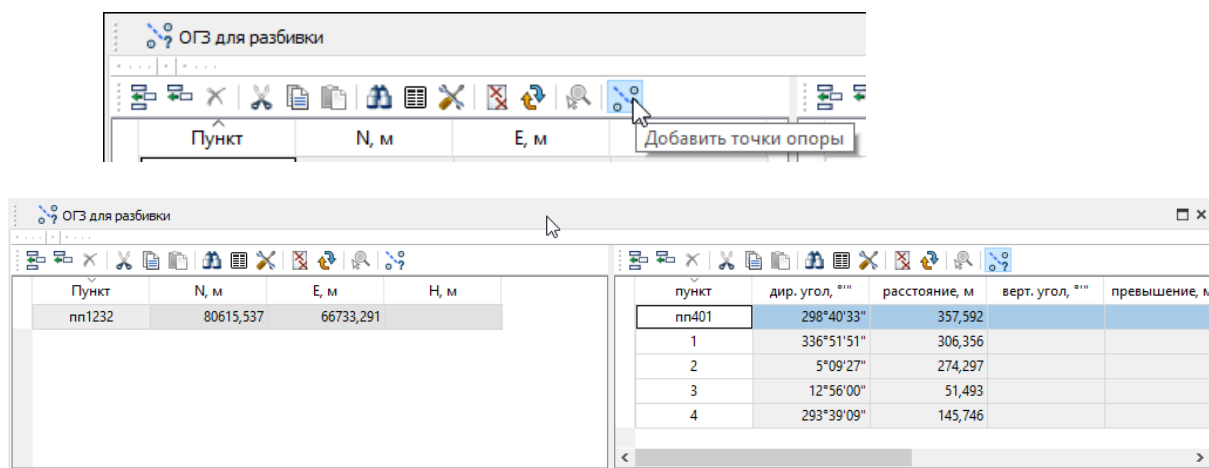 ОГЗ для разбивки
Пункт N, м E, м
Добавить точки опоры
ОГЗ для разбивки
Пункт N, м E, м H, м
пп1232 80615,537 66733,291
пункт дир. угол, °'" расстояние, м верт. угол, °'" превышение, м
пп401 298°40'33" 357,592
1 336°51'51" 306,356
2 5°09'27" 274,297
3 12°56'00" 51,493
4 293°39'09" 145,746